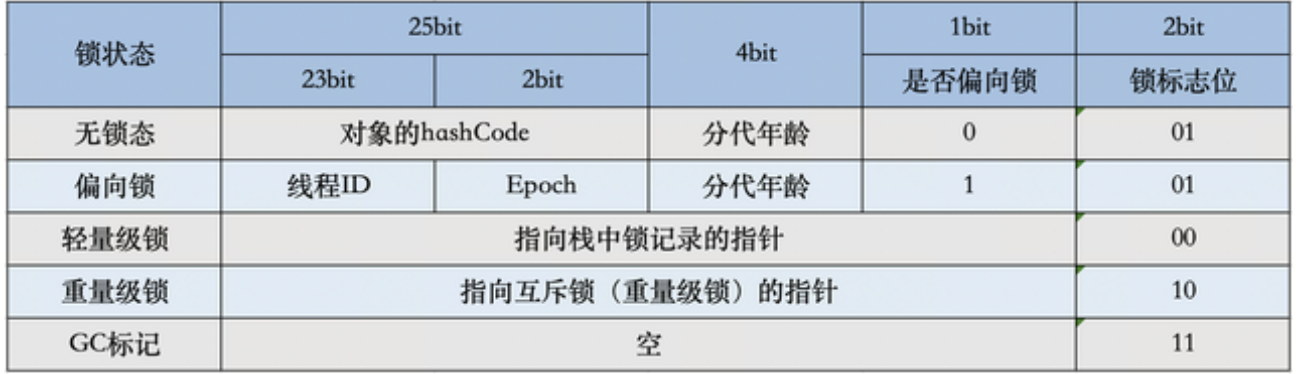 锁状态 25bit 4bit 1bit 2bit
23bit 2bit 是否偏向锁 锁标志位
无锁态 对象的hashCode 分代年龄 0 01
偏向锁 线程ID Epoch 分代年龄 1 01
轻量级锁 指向栈中锁记录的指针 00
重量级锁 指向互斥锁（重量级锁）的指针 10
GC标记 空 11